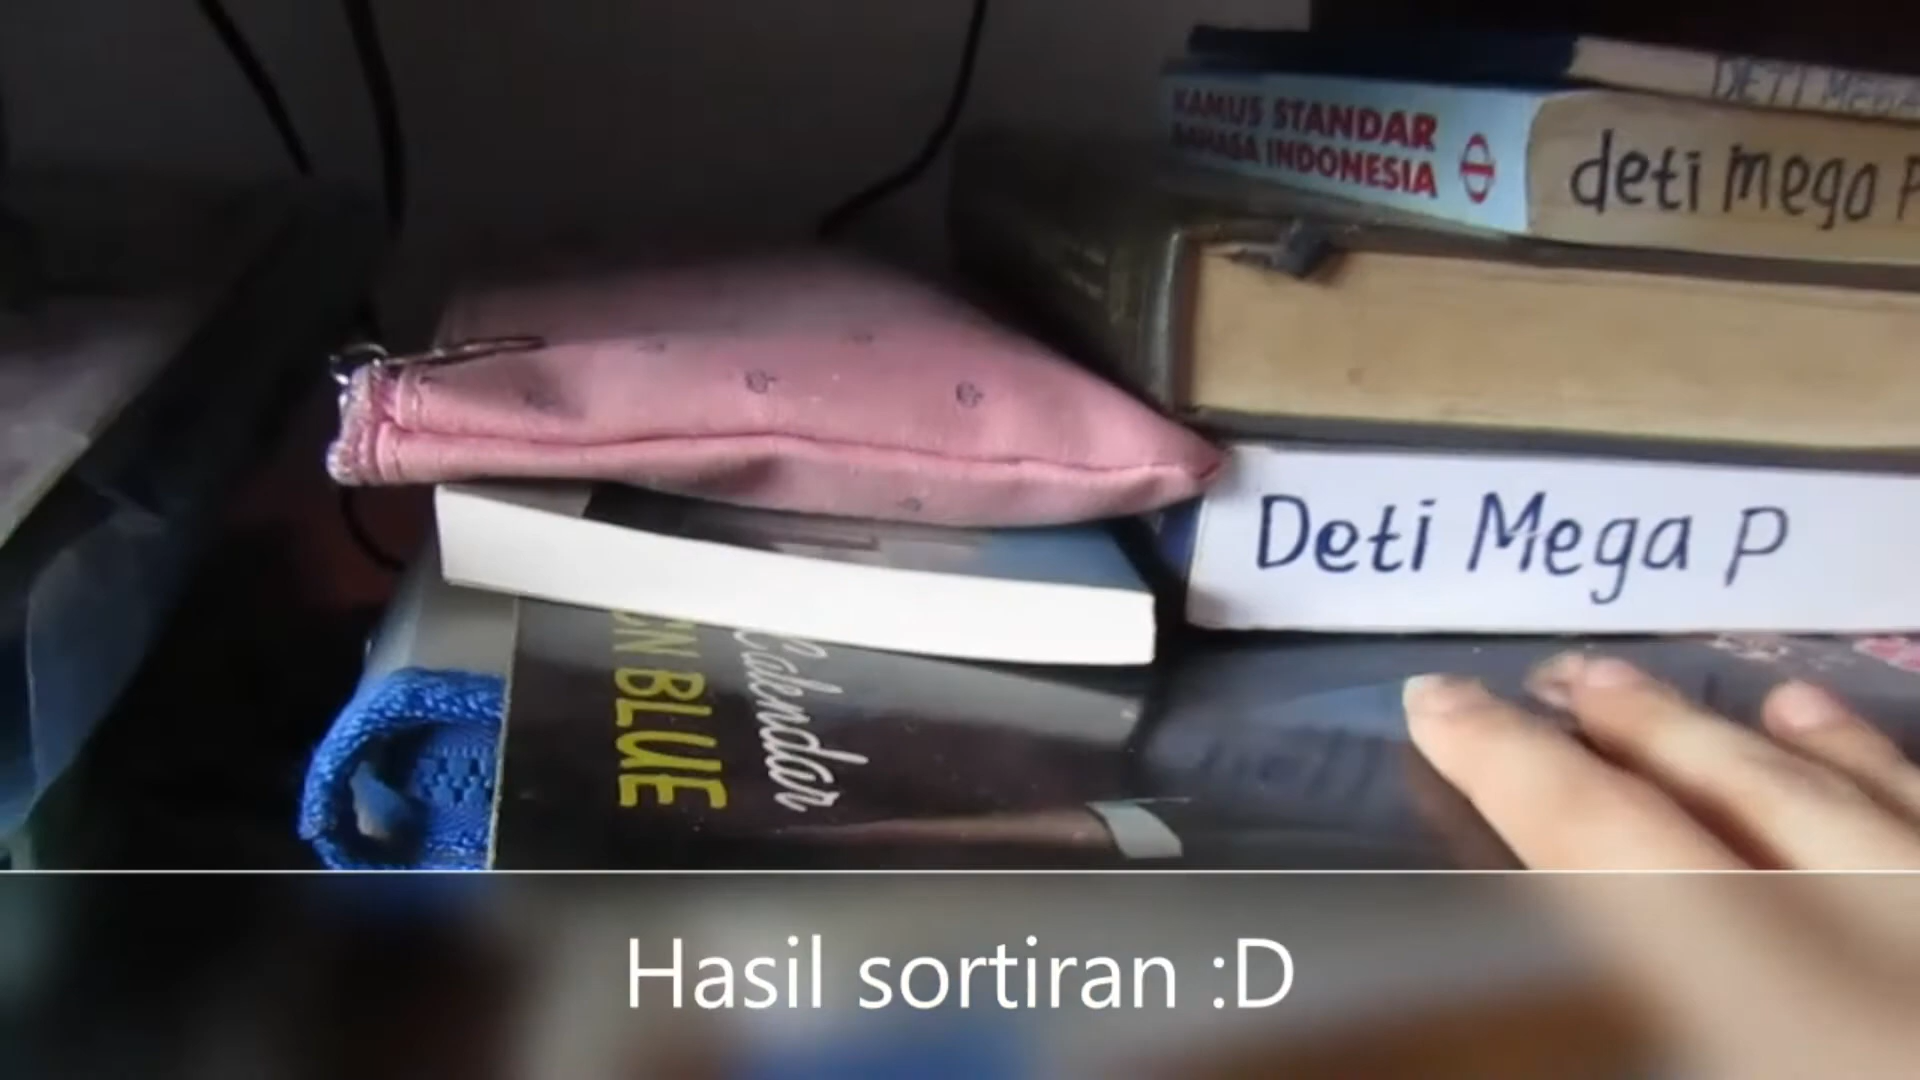 DETI MEGA
KAMUS STANDAR
BAHASA INDONESIA
deti mega P
Deti Mega P
BLUE
Calendar
Hasil sortiran :D